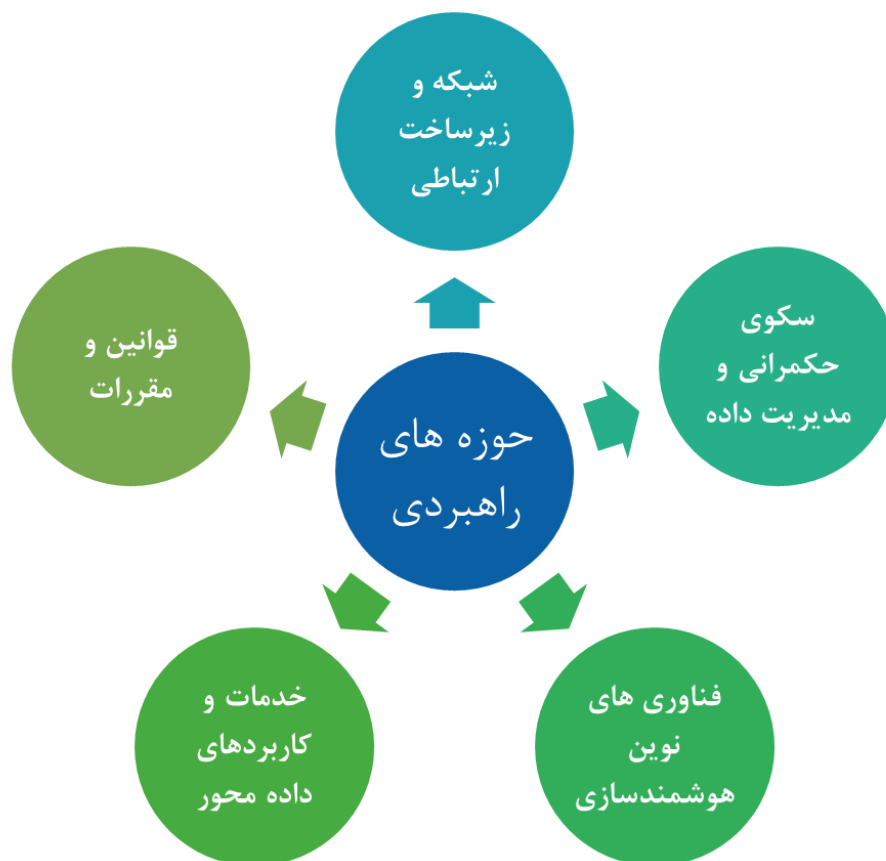 شبکه و
زیرساخت
ارتباطی
سکوی
حکمرانی و
مدیریت داده
قوانین و
مقررات
حوزه های
راهبردی
فناوری های
نوین
هوشمندسازی
خدمات و
کاربردهای
داده محور